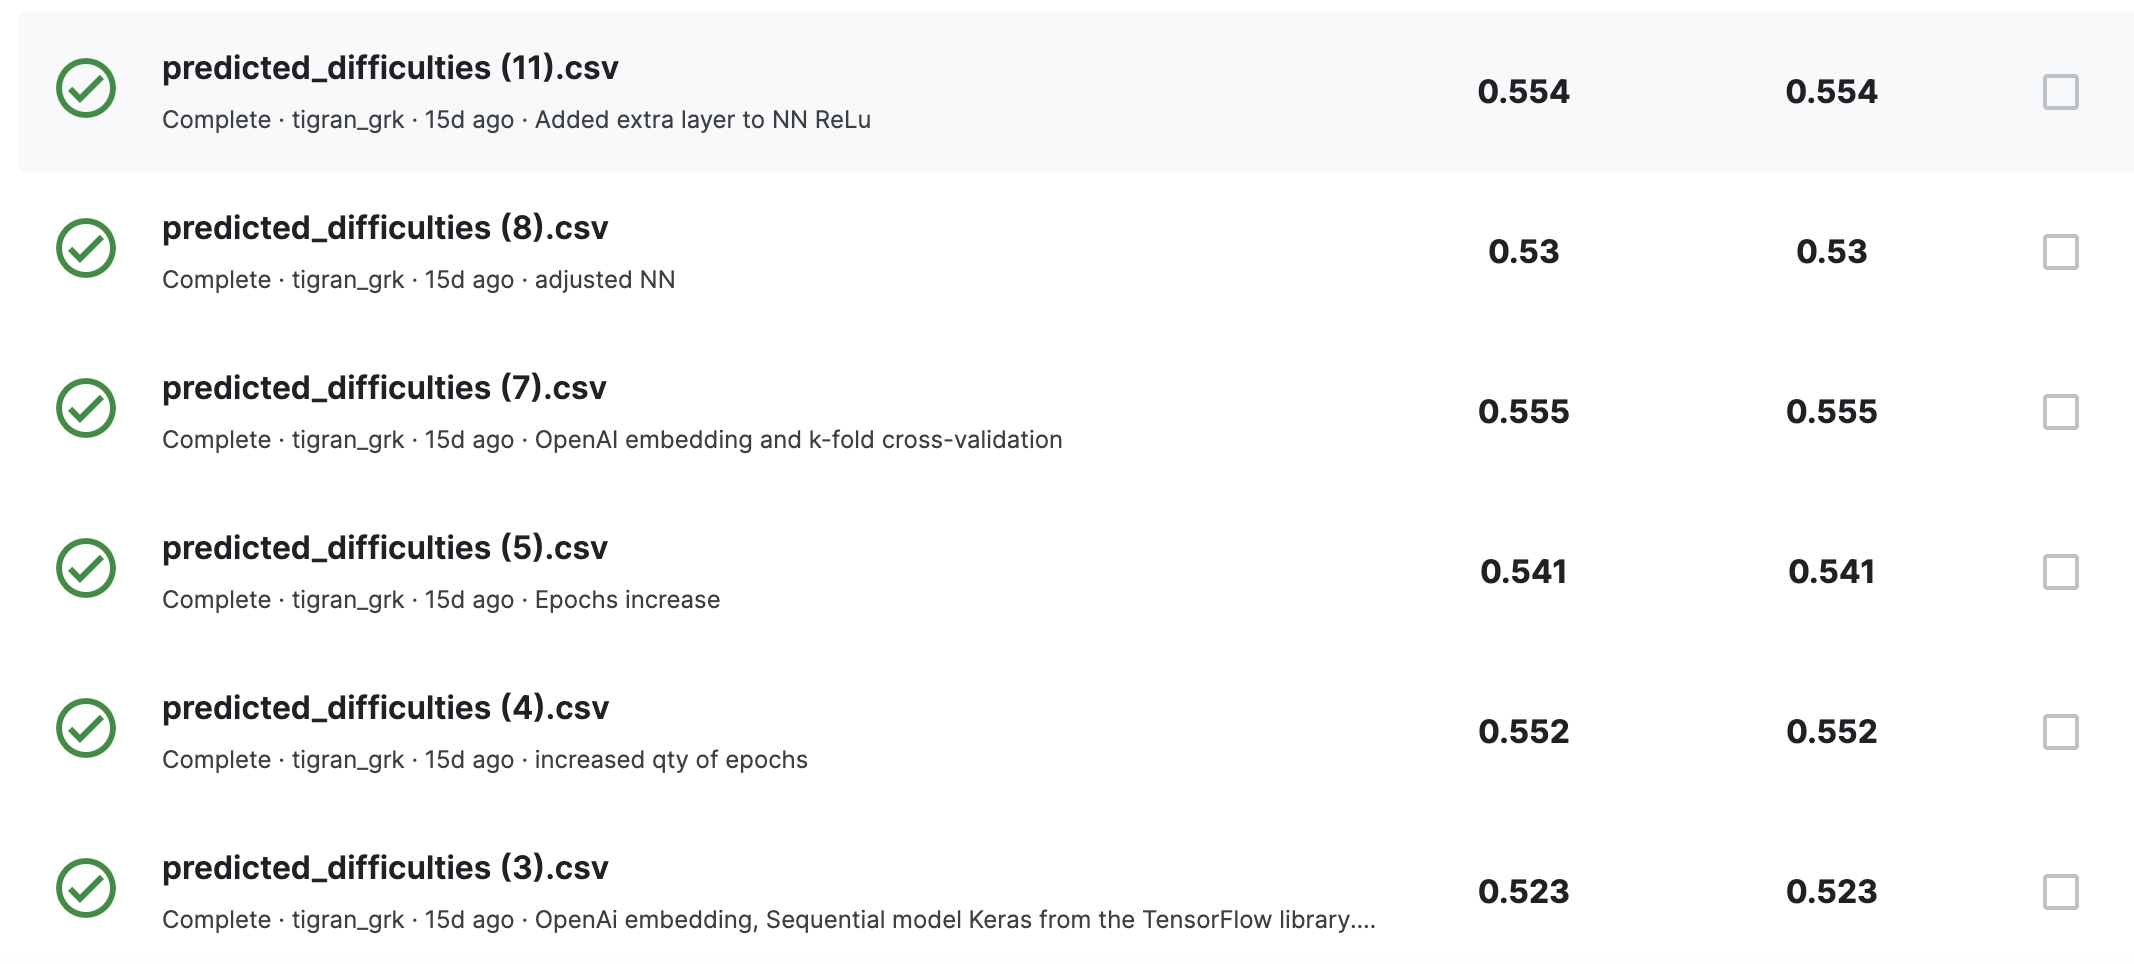 predicted_difficulties (11).csv
Complete · tigran_grk · 15d ago · Added extra layer to NN ReLu
0.554
0.554
predicted_difficulties (8).csv
Complete · tigran_grk · 15d ago · adjusted NN
0.53
0.53
predicted_difficulties (7).csv
Complete · tigran_grk · 15d ago · OpenAI embedding and k-fold cross-validation
0.555
0.555
predicted_difficulties (5).csv
Complete · tigran_grk · 15d ago · Epochs increase
0.541
0.541
predicted_difficulties (4).csv
Complete · tigran_grk · 15d ago · increased qty of epochs
0.552
0.552
predicted_difficulties (3).csv
Complete · tigran_grk · 15d ago · OpenAi embedding, Sequential model Keras from the TensorFlow library....
0.523
0.523